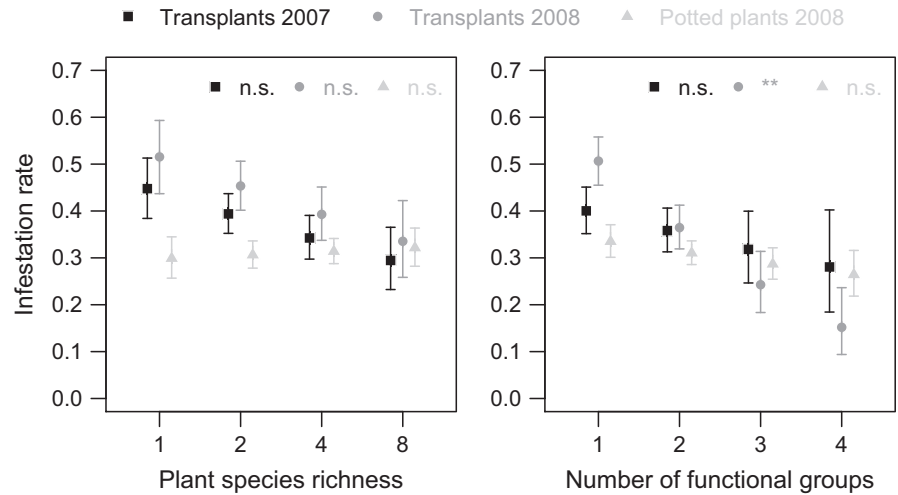 Transplants 2007 Transplants 2008 Potted plants 2008
0.7 0.7
n.s. n.s. n.s. n.s. ** n.s.
0.6 0.6
0.5 0.5
0.4 0.4
0.3 0.3
0.2 0.2
0.1 0.1
0.0 0.0
Infestation rate
1 2 4 8 1 2 3 4
Plant species richness Number of functional groups